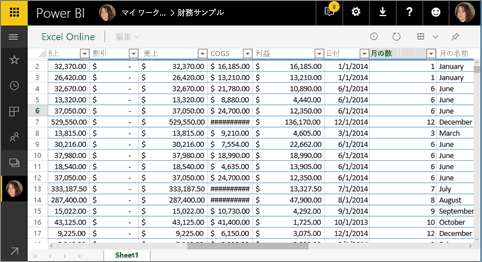 Power BI マイ ワーク... > 財務サンプル 8 ?
Excel Online 編集
売上 割引 売上 COGS 利益 日付 月の数 月の名前
2 32,370.00 $ - $ 32,370.00 $ 16,185.00 $ 16,185.00 1/1/2014 1 January
3 26,420.00 $ - $ 26,420.00 $ 13,210.00 $ 13,210.00 1/1/2014 1 January
4 32,670.00 $ - $ 32,670.00 $ 21,780.00 $ 10,890.00 6/1/2014 6 June
5 13,320.00 $ - $ 13,320.00 $ 8,880.00 $ 4,440.00 6/1/2014 6 June
6 37,050.00 $ - $ 37,050.00 $ 24,700.00 $ 12,350.00 6/1/2014 6 June
7 529,550.00 $ - $ 529,550.00 ########## $ 136,170.00 12/1/2014 12 December
8 13,815.00 $ - $ 13,815.00 $ 9,210.00 $ 4,605.00 3/1/2014 3 March
9 30,216.00 $ - $ 30,216.00 $ 7,554.00 $ 22,662.00 6/1/2014 6 June
10 37,980.00 $ - $ 37,980.00 $ 18,990.00 $ 18,990.00 6/1/2014 6 June
11 18,540.00 $ - $ 18,540.00 $ 4,635.00 $ 13,905.00 6/1/2014 6 June
12 37,050.00 $ - $ 37,050.00 $ 24,700.00 $ 12,350.00 6/1/2014 6 June
13 333,187.50 $ - $ 333,187.50 ########## $ 13,327.50 7/1/2014 7 July
14 287,400.00 $ - $ 287,400.00 ########## $ 47,900.00 8/1/2014 8 August
15 15,022.00 $ - $ 15,022.00 $ 10,730.00 $ 4,292.00 9 September
16 43,125.00 $ - $ 43,125.00 $ 41,400.00 $ 1,725.00 10/1/2013 10 October
17 9,225.00 $ - $ 9,225.00 $ 6,150.00 $ 3,075.00 12/1/2014 12 December
Sheet1